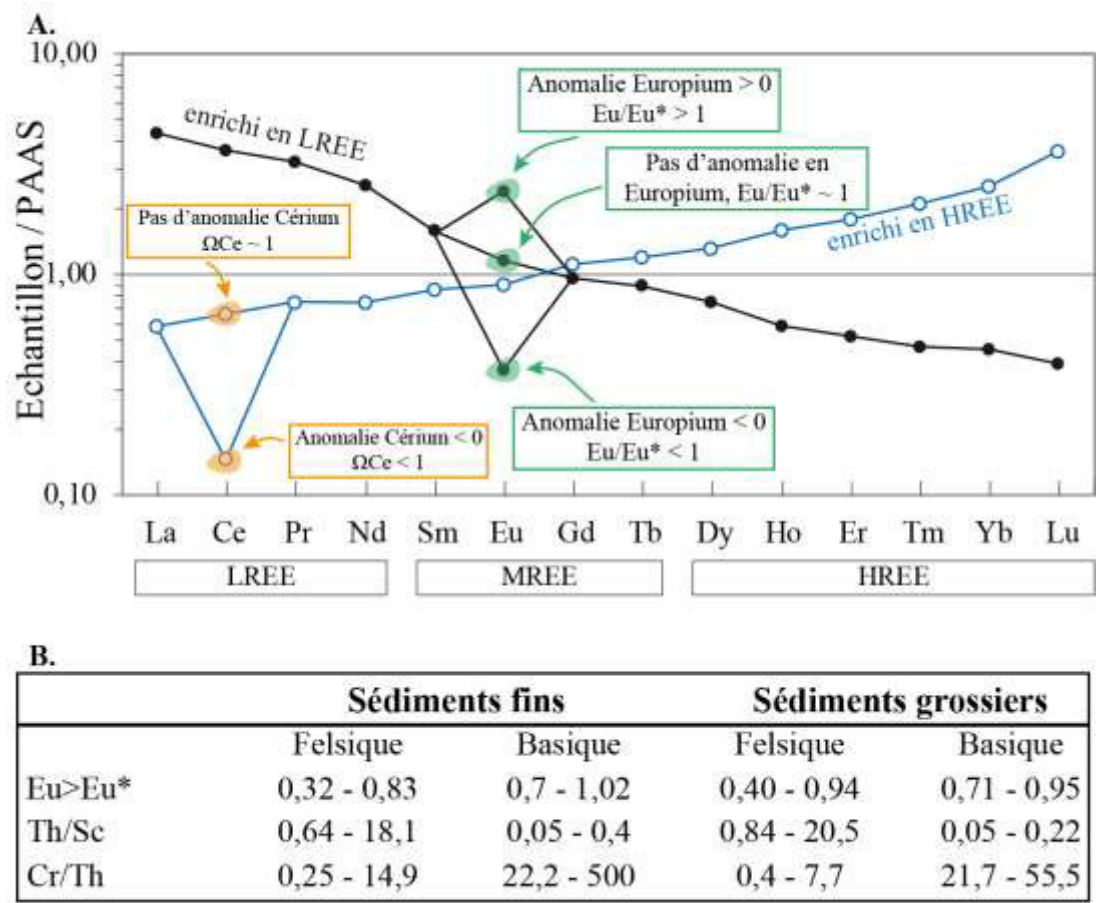 A.
10,00
1,00
0,10
Echantillon / PAAS
enrichi en LREE
Anomalie Europium > 0
Eu/Eu* > 1
Pas d’anomalie en
Europium, Eu/Eu* ~ 1
Pas d’anomalie Cérium
ΩCe ~ 1
enrichi en HREE
Anomalie Cérium < 0
ΩCe < 1
Anomalie Europium < 0
Eu/Eu* < 1
La Ce Pr Nd Sm Eu Gd Tb Dy Ho Er Tm Yb Lu
LREE MREE HREE
B.
Sédiments fins Sédiments grossiers
Felsique Basique Felsique Basique
Eu>Eu* 0,32 - 0,83 0,7 - 1,02 0,40 - 0,94 0,71 - 0,95
Th/Sc 0,64 - 18,1 0,05 - 0,4 0,84 - 20,5 0,05 - 0,22
Cr/Th 0,25 - 14,9 22,2 - 500 0,4 - 7,7 21,7 - 55,5